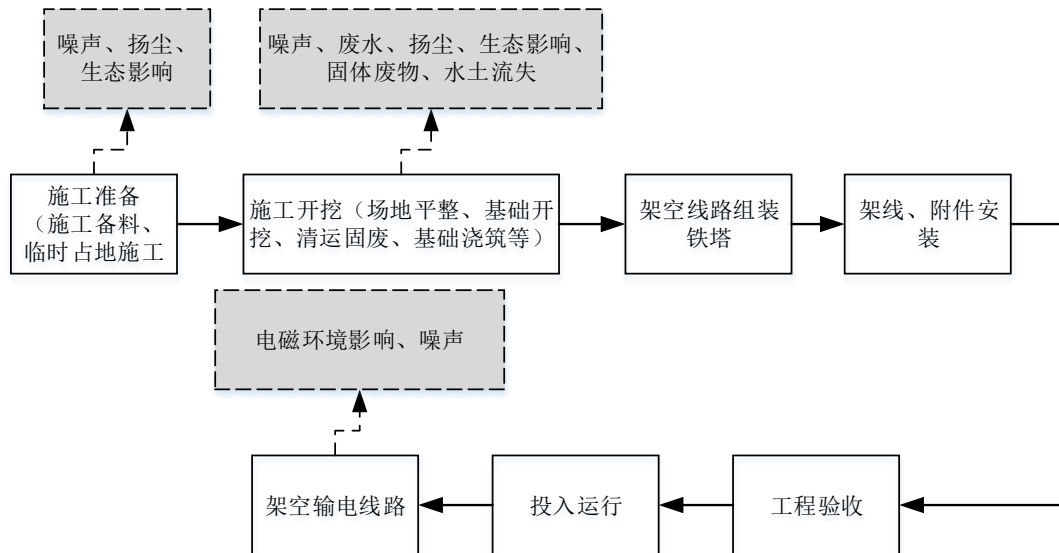 噪声、扬尘、
生态影响
噪声、废水、扬尘、生态影响、
固体废物、水土流失
施工准备
（施工备料、
临时占地施工
施工开挖（场地平整、基础开
挖、清运固废、基础浇筑等）
架空线路组装
铁塔
架线、附件安
装
电磁环境影响、噪声
架空输电线路
投入运行
工程验收